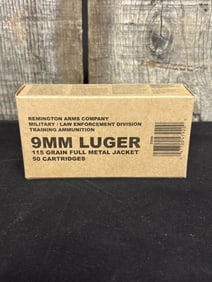 REMINGTON ARMS COMPANY
MILITARY / LAW ENFORCEMENT DIVISION
TRAINING AMMUNITION
9MM LUGER
115 GRAIN FULL METAL JACKET
50 CARTRIDGES